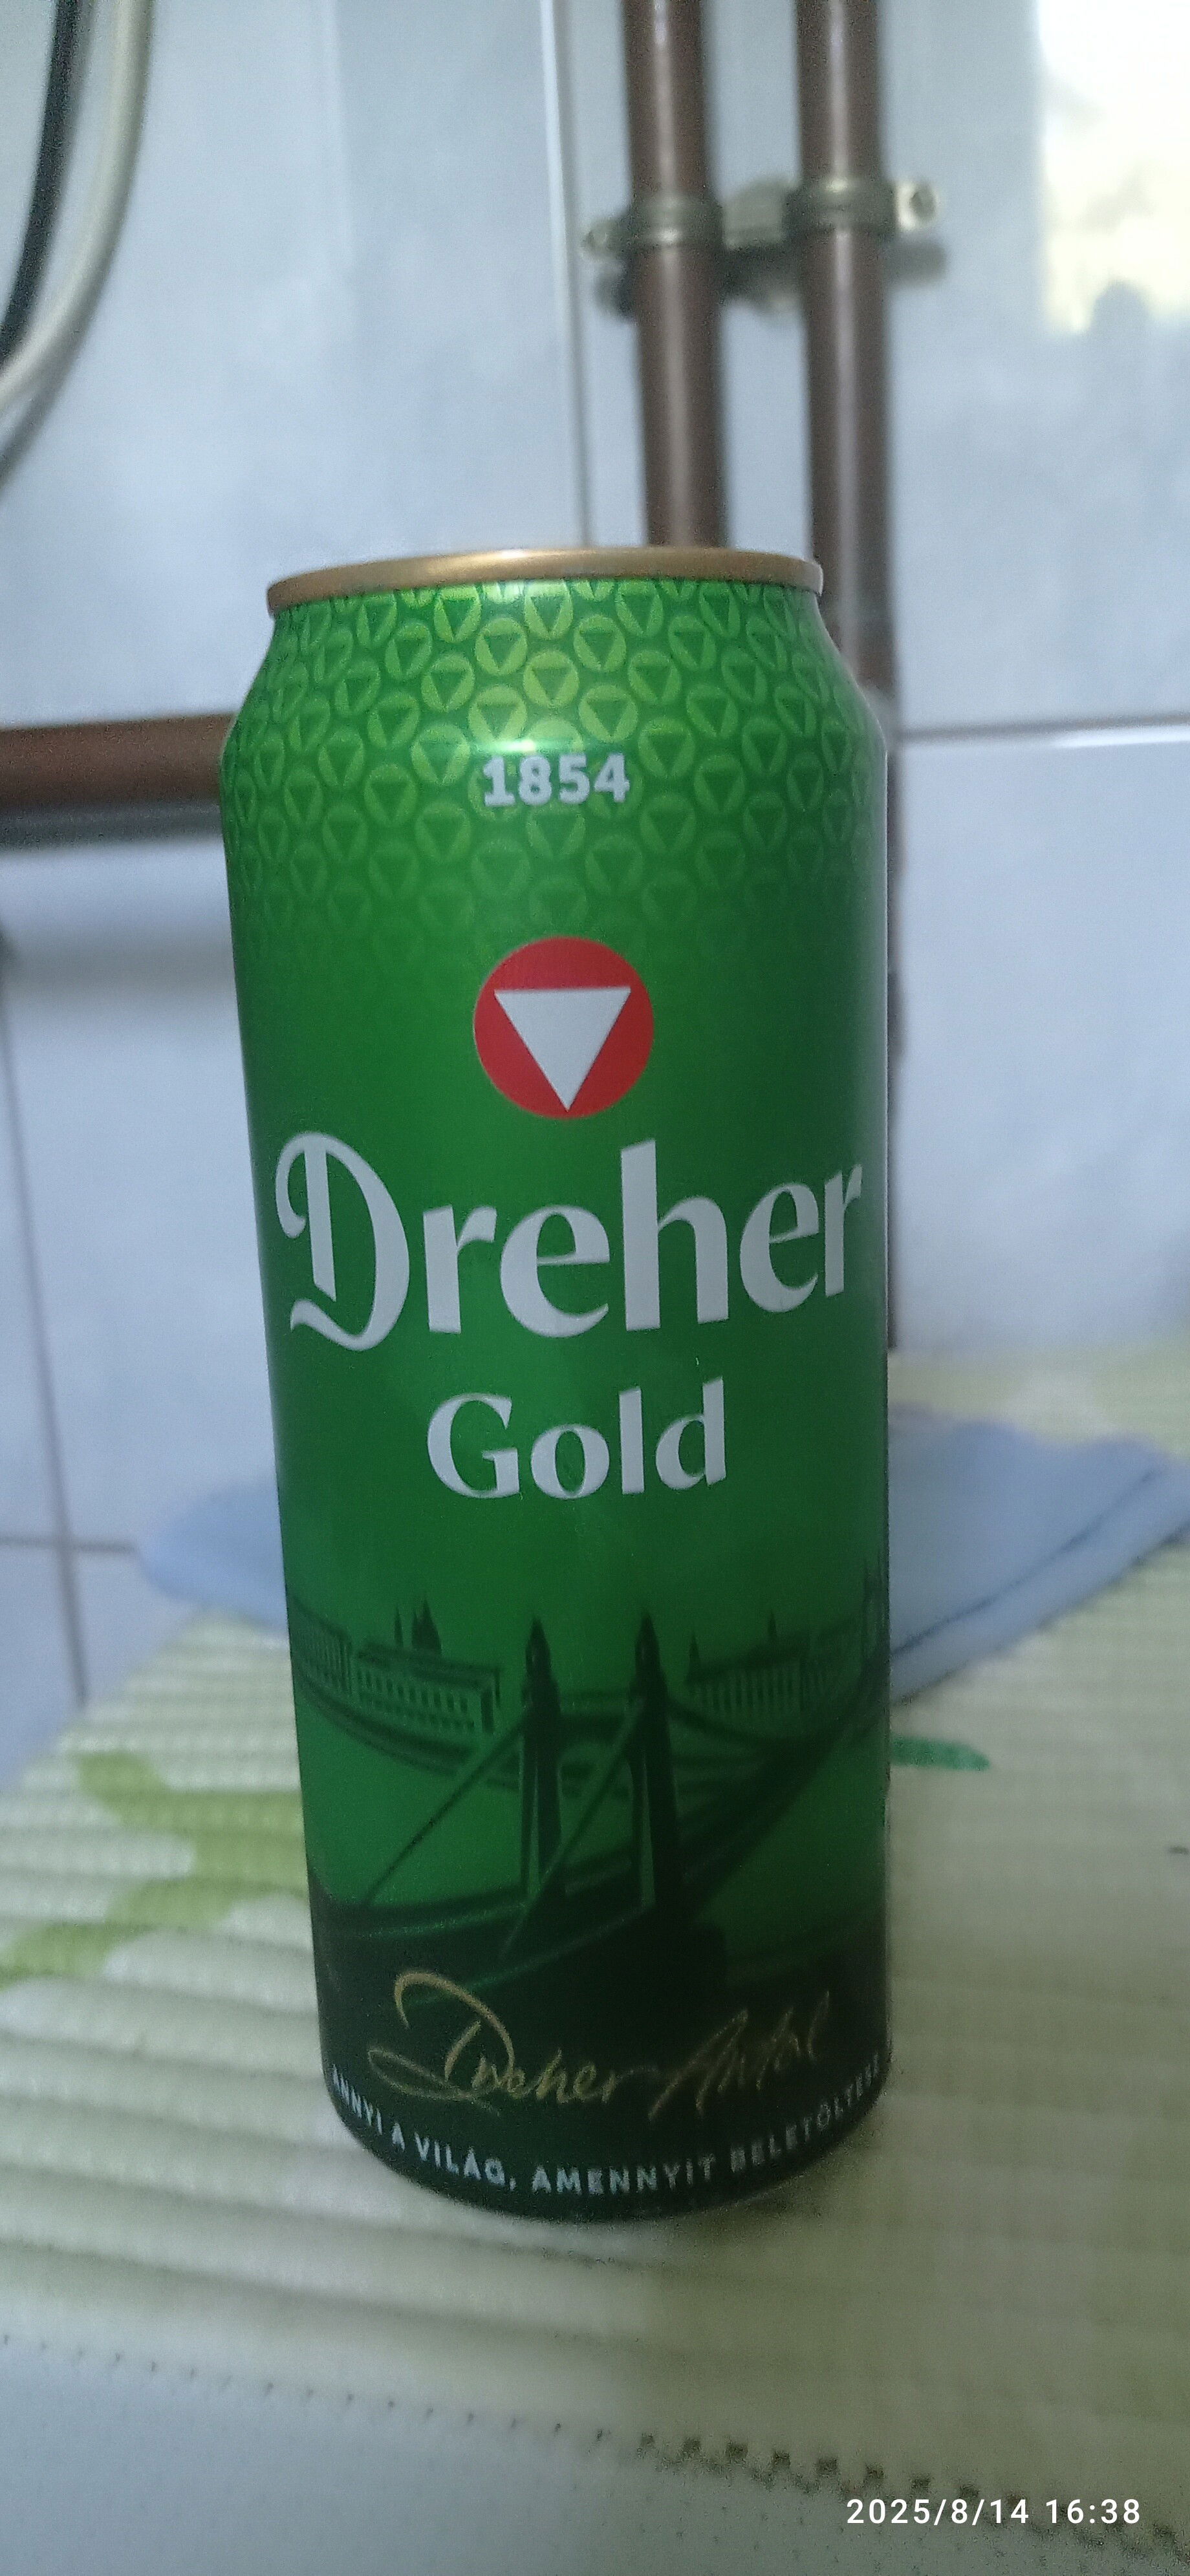 1854
Dreher
Gold
Dreher Antal
ANNYI A VILÁG, AMENNYIT BELETÖLTESZ
2025/8/14 16:38